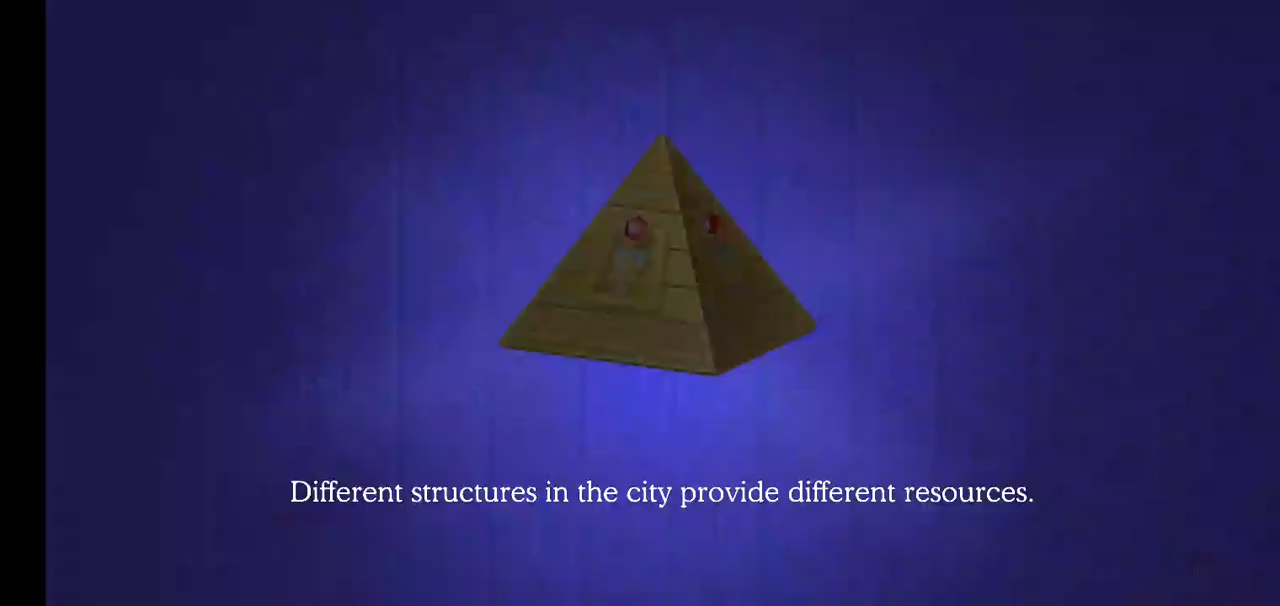 Different structures in the city provide different resources.